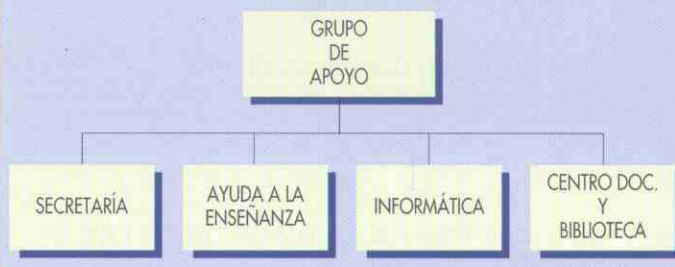 GRUPO
DE
APOYO
SECRETARÍA
AYUDA A LA
ENSEÑANZA
INFORMÁTICA
CENTRO DOC.
Y
BIBLIOTECA